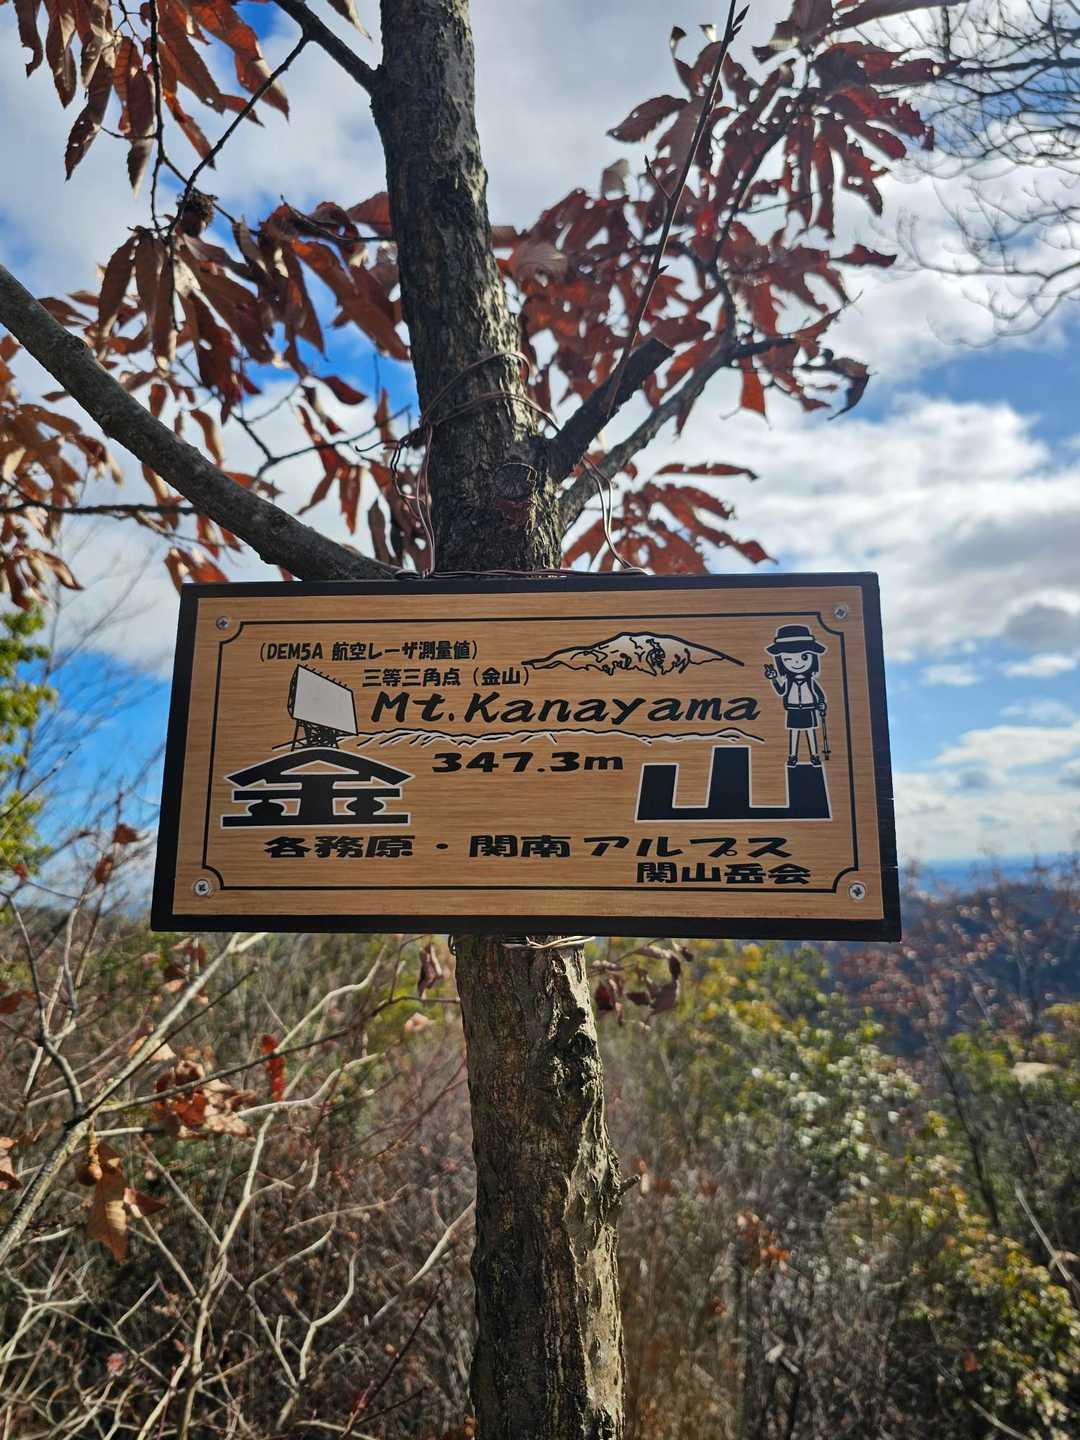 (DEM5A 航空レーザ測量値)
三等三角点(金山)
Mt.Kanayama
347.3m
金山
各務原・関南アルプス
関山岳会